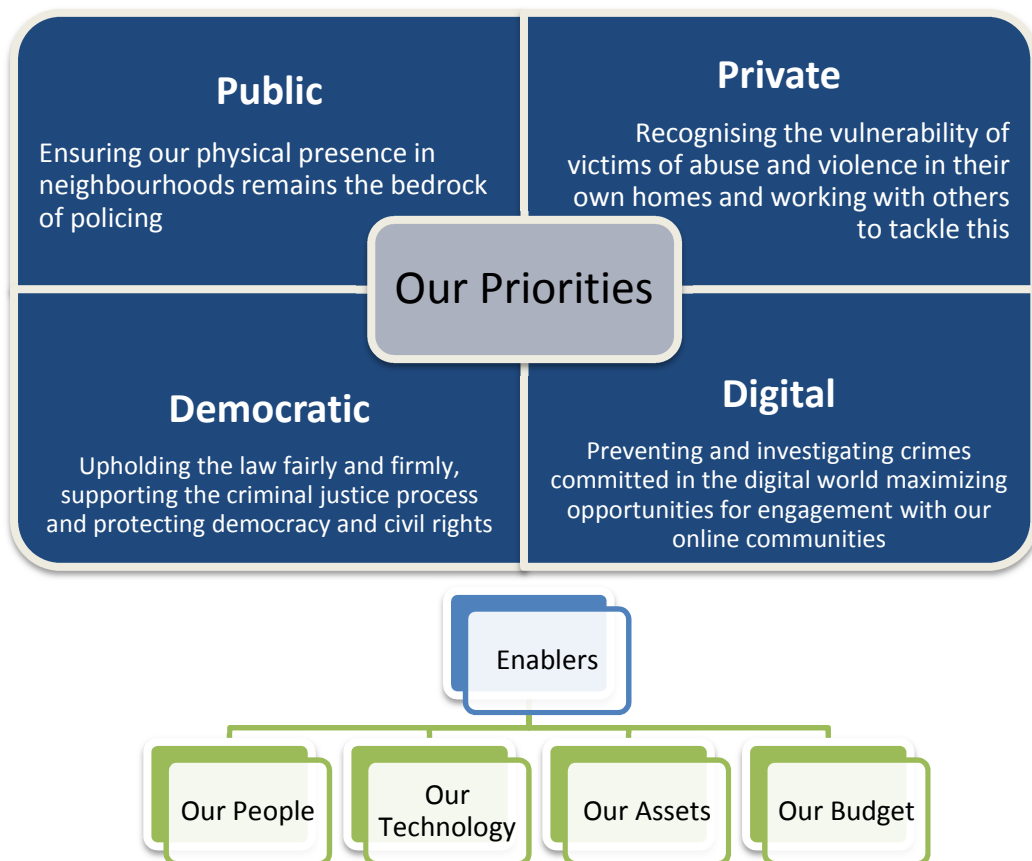 Public
Ensuring our physical presence in
neighbourhoods remains the bedrock
of policing
Private
Recognising the vulnerability of
victims of abuse and violence in their
own homes and working with others
to tackle this
Our Priorities
Democratic
Upholding the law fairly and firmly,
supporting the criminal justice process
and protecting democracy and civil rights
Digital
Preventing and investigating crimes
committed in the digital world maximizing
opportunities for engagement with our
online communities
Enablers
Our People
Our
Technology
Our Assets
Our Budget